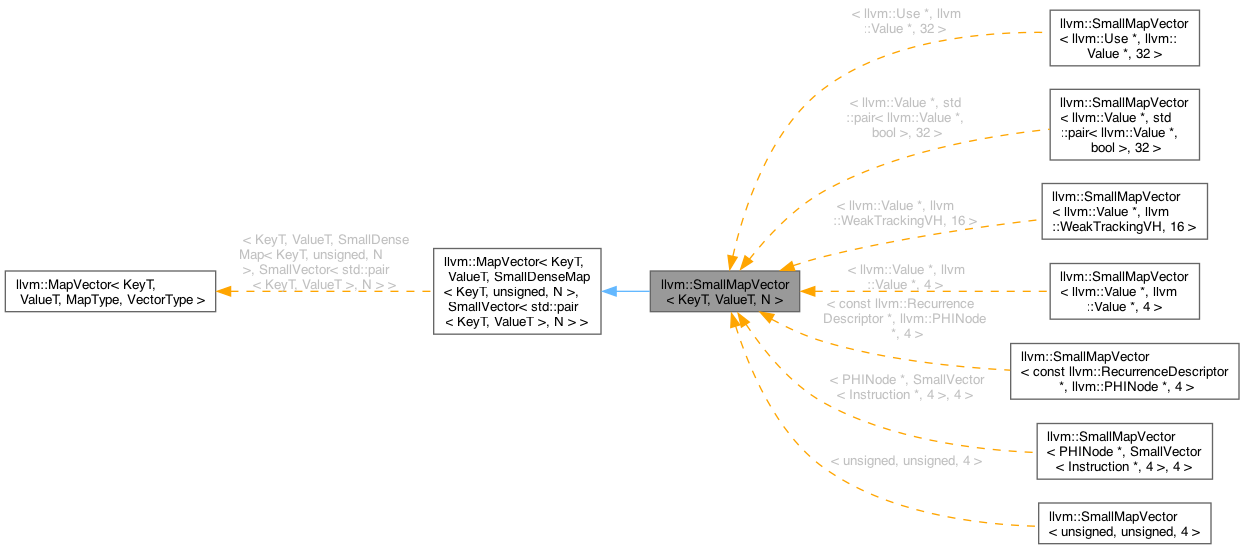 llvm::MapVector< KeyT,
ValueT, MapType, VectorType >
< KeyT, ValueT, SmallDense
Map< KeyT, unsigned, N
>, SmallVector< std::pair
< KeyT, ValueT >, N > >
llvm::MapVector< KeyT,
ValueT, SmallDenseMap
< KeyT, unsigned, N >,
SmallVector< std::pair
< KeyT, ValueT >, N > >
llvm::SmallMapVector
< KeyT, ValueT, N >
< llvm::Use *, llvm
::Value *, 32 >
llvm::SmallMapVector
< llvm::Use *, llvm::
Value *, 32 >
< llvm::Value *, std
::pair< llvm::Value *,
bool >, 32 >
llvm::SmallMapVector
< llvm::Value *, std
::pair< llvm::Value *,
bool >, 32 >
< llvm::Value *, llvm
::WeakTrackingVH, 16 >
llvm::SmallMapVector
< llvm::Value *, llvm
::WeakTrackingVH, 16 >
< llvm::Value *, llvm
::Value *, 4 >
llvm::SmallMapVector
< llvm::Value *, llvm
::Value *, 4 >
< const llvm::Recurrence
Descriptor *, llvm::PHINode
*, 4 >
llvm::SmallMapVector
< const llvm::RecurrenceDescriptor
*, llvm::PHINode *, 4 >
< PHINode *, SmallVector
< Instruction *, 4 >, 4 >
llvm::SmallMapVector
< PHINode *, SmallVector
< Instruction *, 4 >, 4 >
< unsigned, unsigned, 4 >
llvm::SmallMapVector
< unsigned, unsigned, 4 >